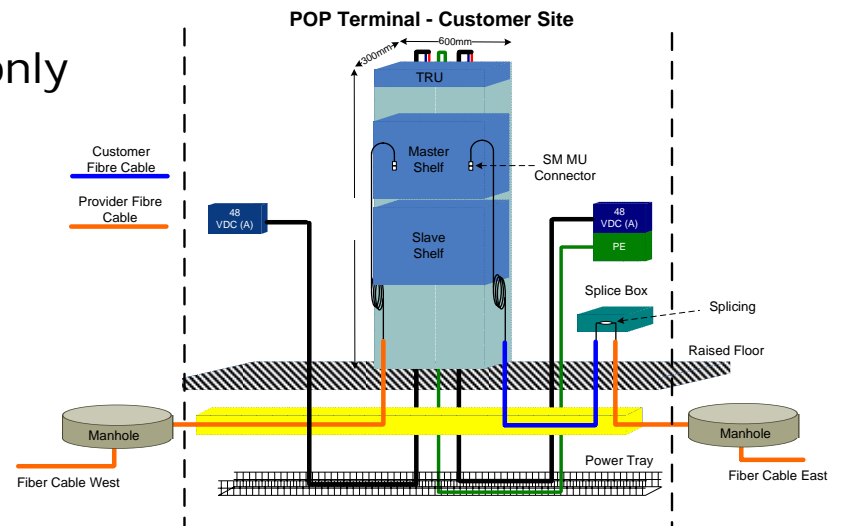 POP Terminal - Customer Site
only
600mm
300mm
TRU
Customer
Fibre Cable
Master
Shelf
SM MU
Connector
Provider Fibre
Cable
48
VDC (A)
48
VDC (A)
Slave
Shelf
PE
Splice Box
Splicing
Raised Floor
Manhole
Manhole
Power Tray
Fiber Cable West
Fiber Cable East